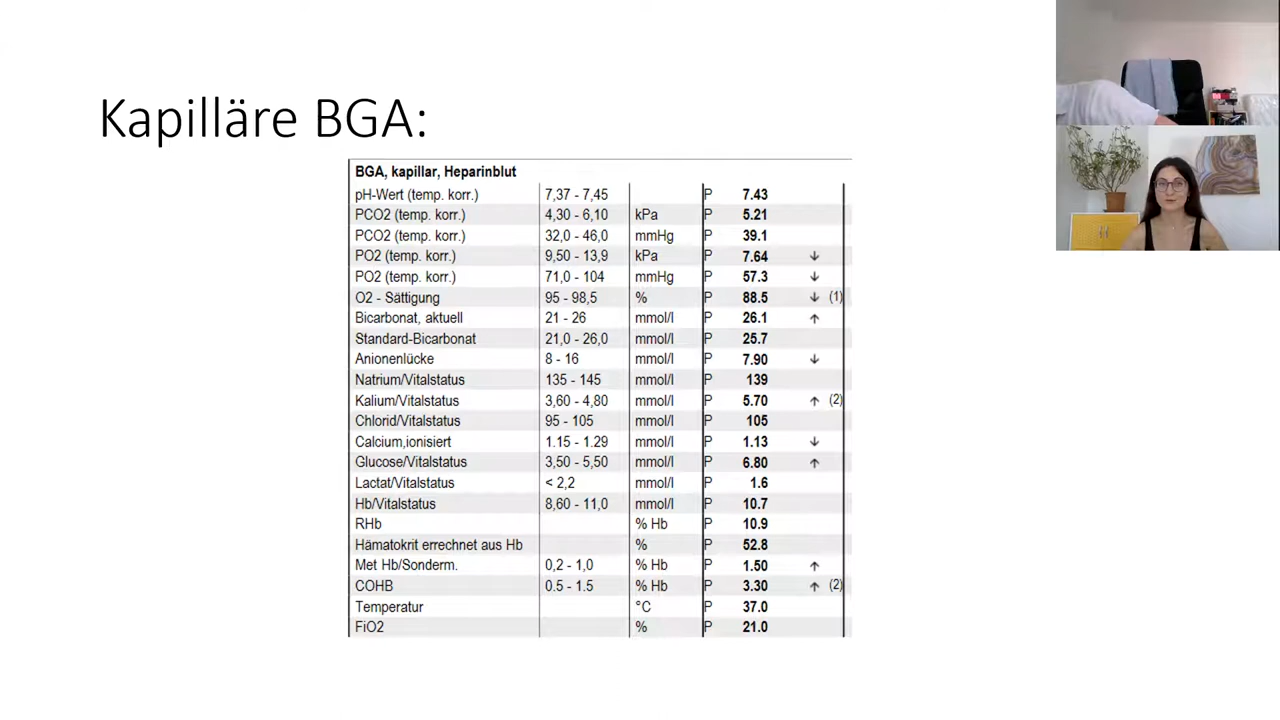 Kapilläre BGA:
BGA, kapillar, Heparinblut
pH-Wert (temp. korr.) 7,37 - 7,45 P 7.43
PCO2 (temp. korr.) 4,30 - 6,10 kPa P 5.21
PCO2 (temp. korr.) 32,0 - 46,0 mmHg P 39.1
PO2 (temp. korr.) 9,50 - 13,9 kPa P 7.64 ↓
PO2 (temp. korr.) 71,0 - 104 mmHg P 57.3 ↓
O2 - Sättigung 95 - 98,5 % P 88.5 ↓ (1)
Bicarbonat, aktuell 21 - 26 mmol/l P 26.1 ↑
Standard-Bicarbonat 21,0 - 26,0 mmol/l P 25.7
Anionenlücke 8 - 16 mmol/l P 7.90 ↓
Natrium/Vitalstatus 135 - 145 mmol/l P 139
Kalium/Vitalstatus 3,60 - 4,80 mmol/l P 5.70 ↑ (2)
Chlorid/Vitalstatus 95 - 105 mmol/l P 105
Calcium,ionisiert 1.15 - 1.29 mmol/l P 1.13 ↓
Glucose/Vitalstatus 3,50 - 5,50 mmol/l P 6.80 ↑
Lactat/Vitalstatus < 2,2 mmol/l P 1.6
Hb/Vitalstatus 8,60 - 11,0 mmol/l P 10.7
RHb % Hb P 10.9
Hämatokrit errechnet aus Hb % P 52.8
Met Hb/Sonderm. 0,2 - 1,0 % Hb P 1.50 ↑
COHB 0.5 - 1.5 % Hb P 3.30 ↑ (2)
Temperatur °C P 37.0
FiO2 % P 21.0